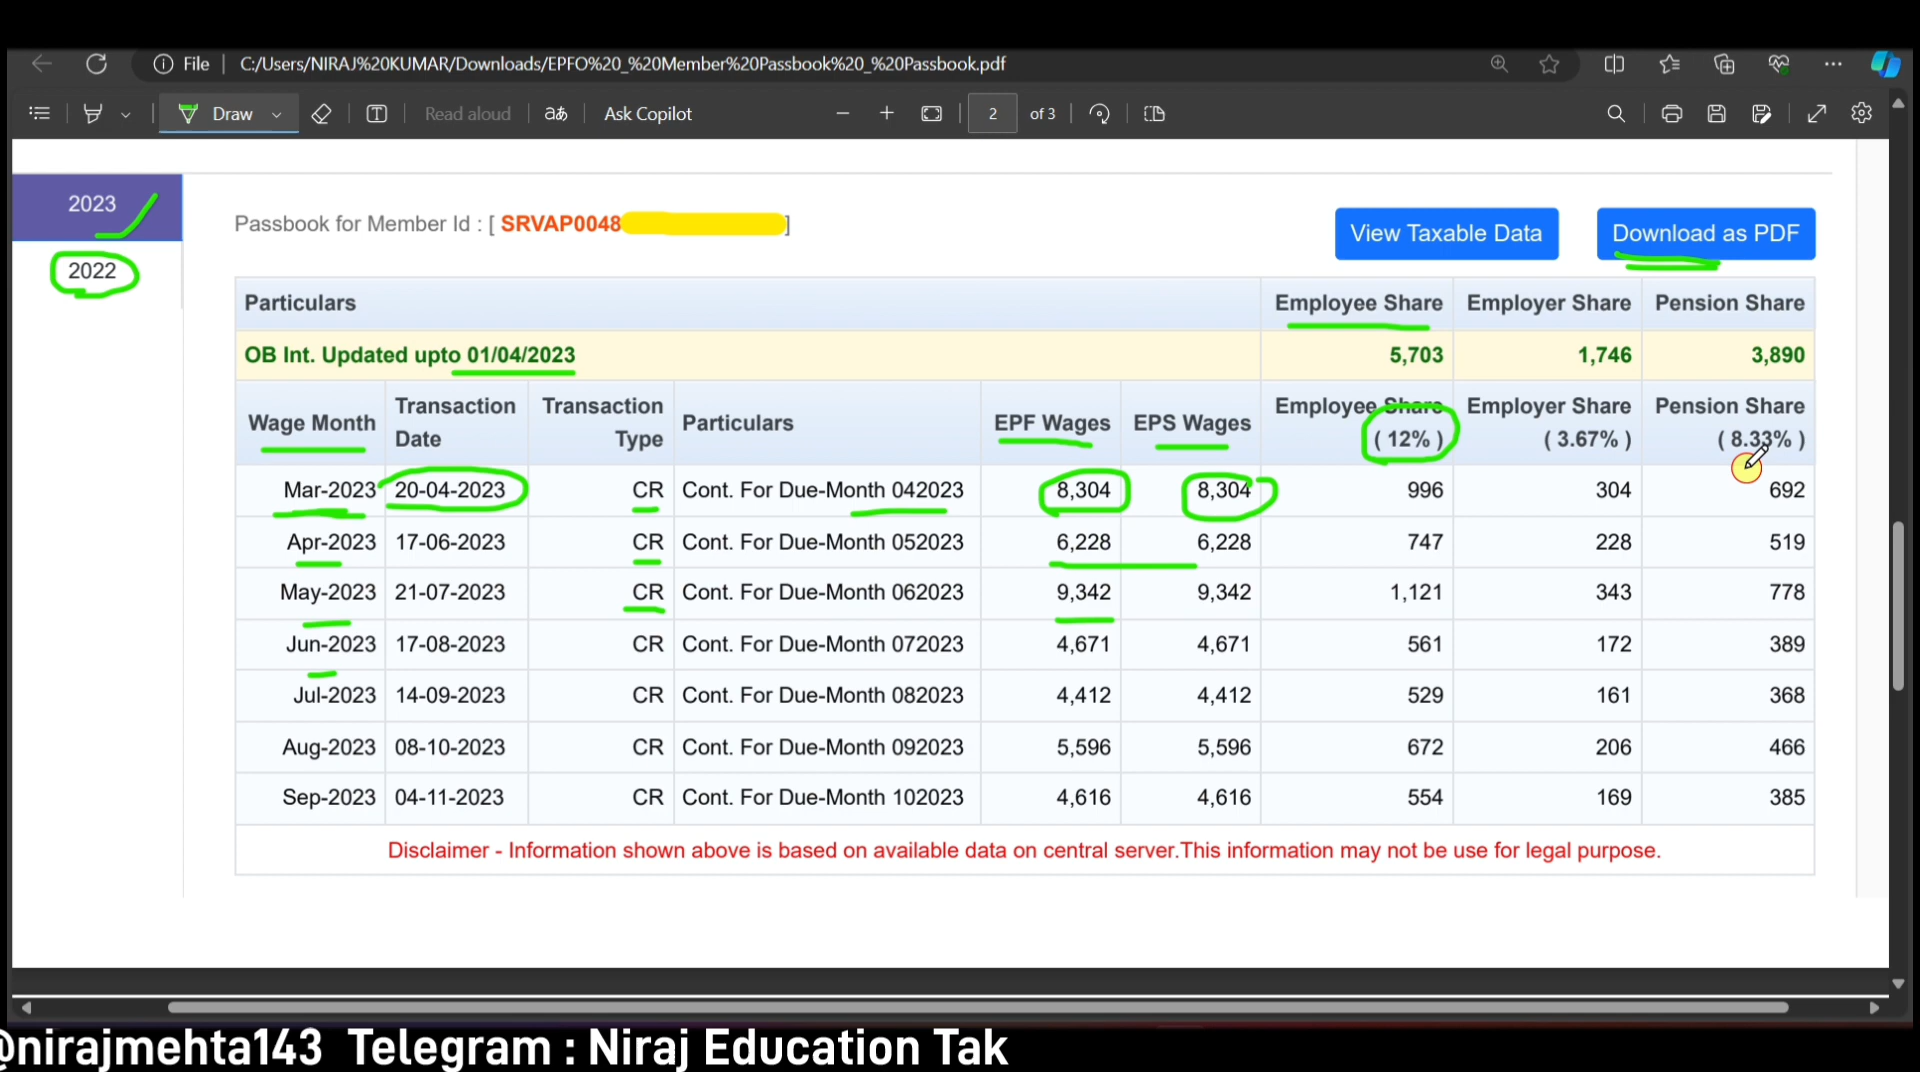 File C:/Users/NIRAJ%20KUMAR/Downloads/EPFO%20_%20Member%20Passbook%20_%20Passbook.pdf
Draw Read aloud aあ Ask Copilot 2 of 3
2023
2022
Passbook for Member Id : [ SRVAP0048 ]
View Taxable Data Download as PDF
Particulars Employee Share Employer Share Pension Share
OB Int. Updated upto 01/04/2023 5,703 1,746 3,890
Wage Month Transaction Date Transaction Type Particulars EPF Wages EPS Wages Employee Share ( 12% ) Employer Share ( 3.67% ) Pension Share ( 8.33% )
Mar-2023 20-04-2023 CR Cont. For Due-Month 042023 8,304 8,304 996 304 692
Apr-2023 17-06-2023 CR Cont. For Due-Month 052023 6,228 6,228 747 228 519
May-2023 21-07-2023 CR Cont. For Due-Month 062023 9,342 9,342 1,121 343 778
Jun-2023 17-08-2023 CR Cont. For Due-Month 072023 4,671 4,671 561 172 389
Jul-2023 14-09-2023 CR Cont. For Due-Month 082023 4,412 4,412 529 161 368
Aug-2023 08-10-2023 CR Cont. For Due-Month 092023 5,596 5,596 672 206 466
Sep-2023 04-11-2023 CR Cont. For Due-Month 102023 4,616 4,616 554 169 385
Disclaimer - Information shown above is based on available data on central server.This information may not be use for legal purpose.
@nirajmehta143 Telegram : Niraj Education Tak